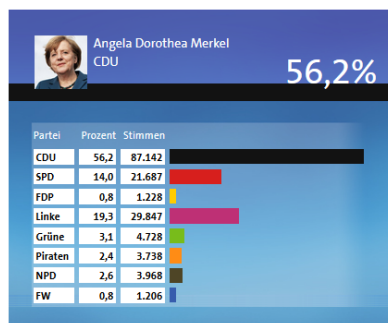 Angela Dorothea Merkel
CDU
56,2%
Partei Prozent Stimmen
CDU 56,2 87.142
SPD 14,0 21.687
FDP 0,8 1.228
Linke 19,3 29.847
Grüne 3,1 4.728
Piraten 2,4 3.738
NPD 2,6 3.968
FW 0,8 1.206